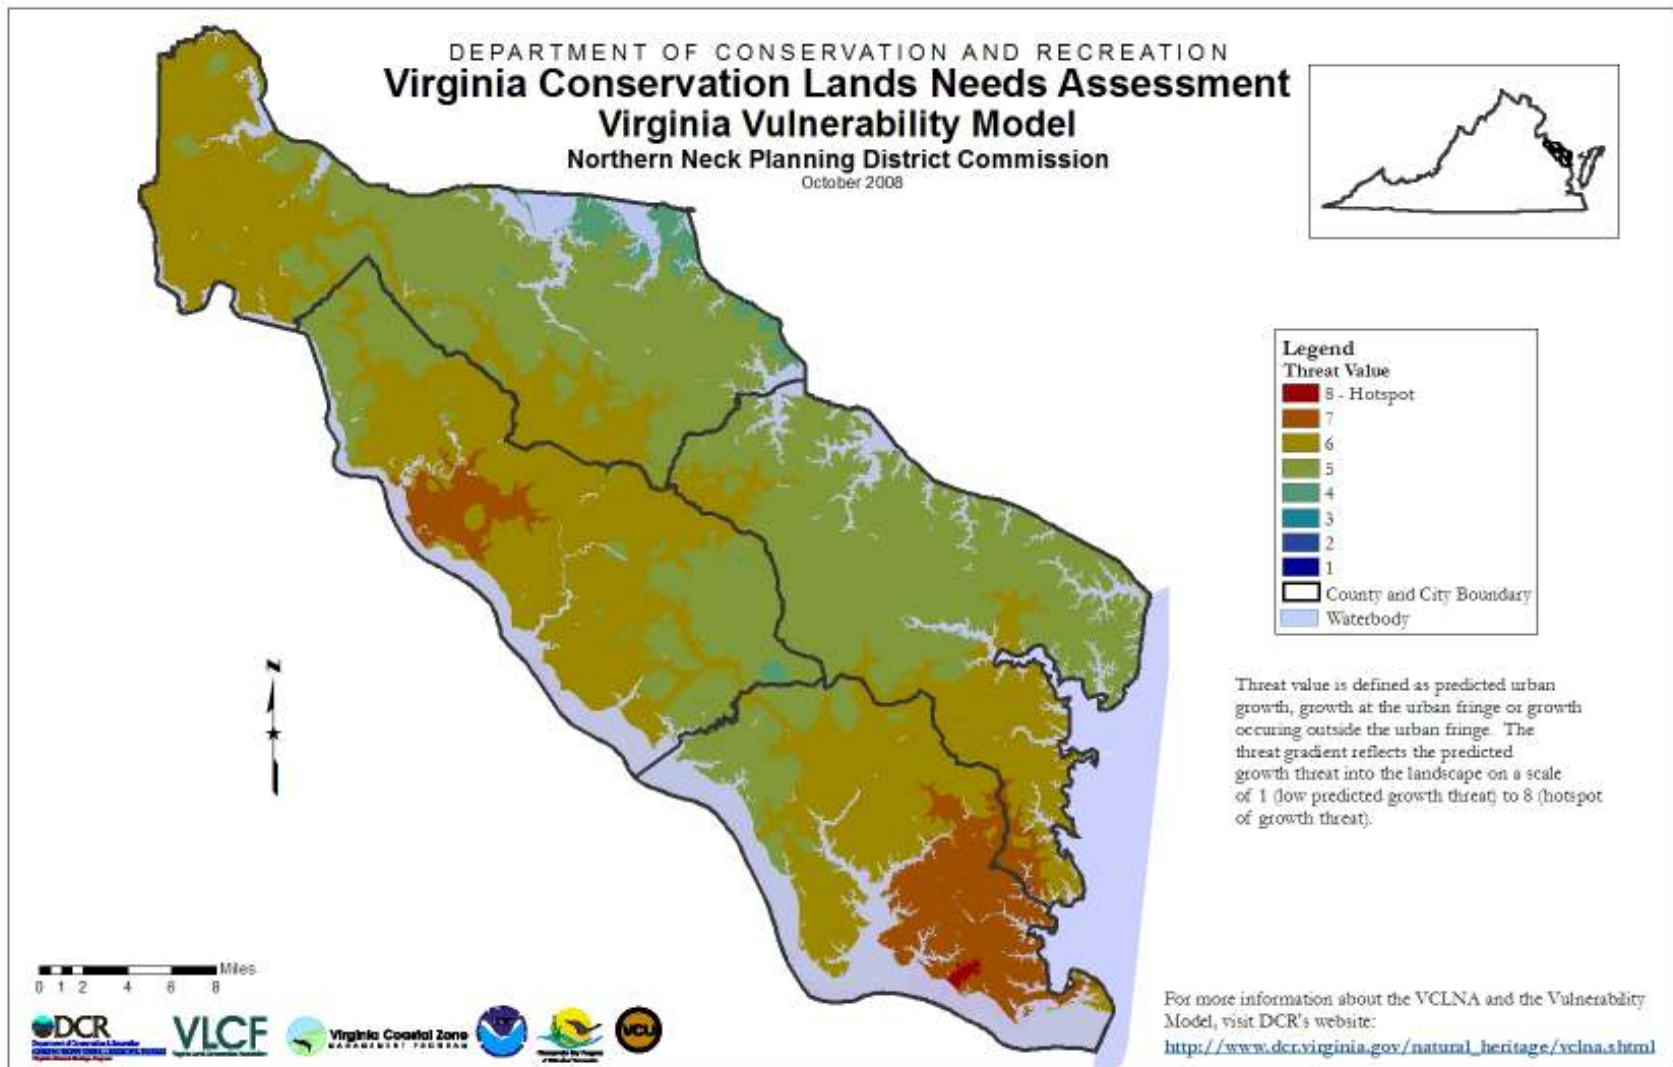 DEPARTMENT OF CONSERVATION AND RECREATION
Virginia Conservation Lands Needs Assessment
Virginia Vulnerability Model
Northern Neck Planning District Commission
October 2008
Legend
Threat Value
8 - Hotspot
7
6
5
4
3
2
1
County and City Boundary
Waterbody
Threat value is defined as predicted urban
growth, growth at the urban fringe or growth
occuring outside the urban fringe. The
threat gradient reflects the predicted
growth threat into the landscape on a scale
of 1 (low predicted growth threat) to 8 (hotspot
of growth threat).
N
Miles
0 1 2 4 6 8
DCR
VLCF
Virginia Coastal Zone
MANAGEMENT PROGRAM
VCU
For more information about the VCLNA and the Vulnerability
Model, visit DCR's website:
http://www.dcr.virginia.gov/natural_heritage/vclna.shtml